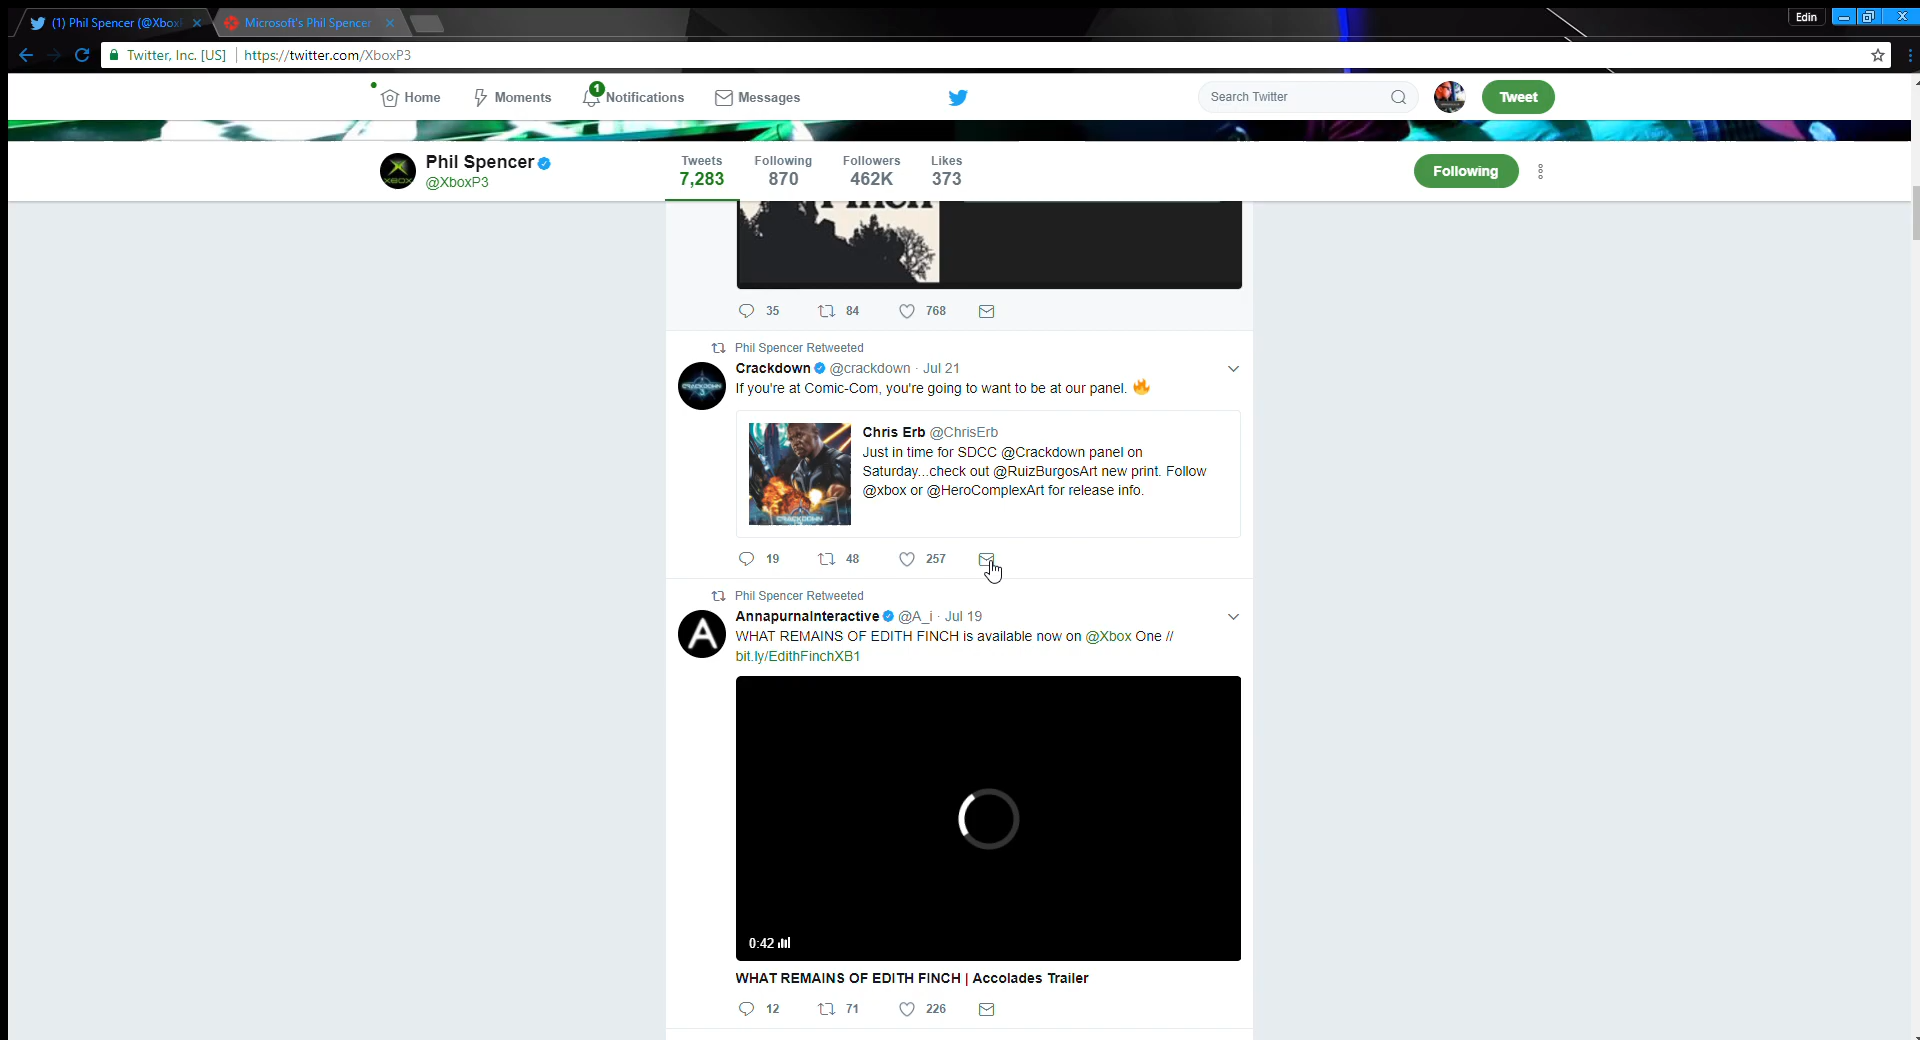 (1) Phil Spencer (@Xbox
Microsoft's Phil Spencer
Edin
Twitter, Inc. [US]
https://twitter.com/XboxP3
Home
Moments
1
Notifications
Messages
Search Twitter
Tweet
Phil Spencer
@XboxP3
Tweets
7,283
Following
870
Followers
462K
Likes
373
Following
Finch
35
84
768
Phil Spencer Retweeted
Crackdown @crackdown · Jul 21
If you're at Comic-Com, you're going to want to be at our panel. 🔥
CRACKDOWN
Chris Erb @ChrisErb
Just in time for SDCC @Crackdown panel on
Saturday...check out @RuizBurgosArt new print. Follow
@xbox or @HeroComplexArt for release info.
CRACKDOWN
19
48
257
Phil Spencer Retweeted
AnnapurnaInteractive @A_i · Jul 19
WHAT REMAINS OF EDITH FINCH is available now on @Xbox One //
bit.ly/EdithFinchXB1
A
0:42
WHAT REMAINS OF EDITH FINCH | Accolades Trailer
12
71
226